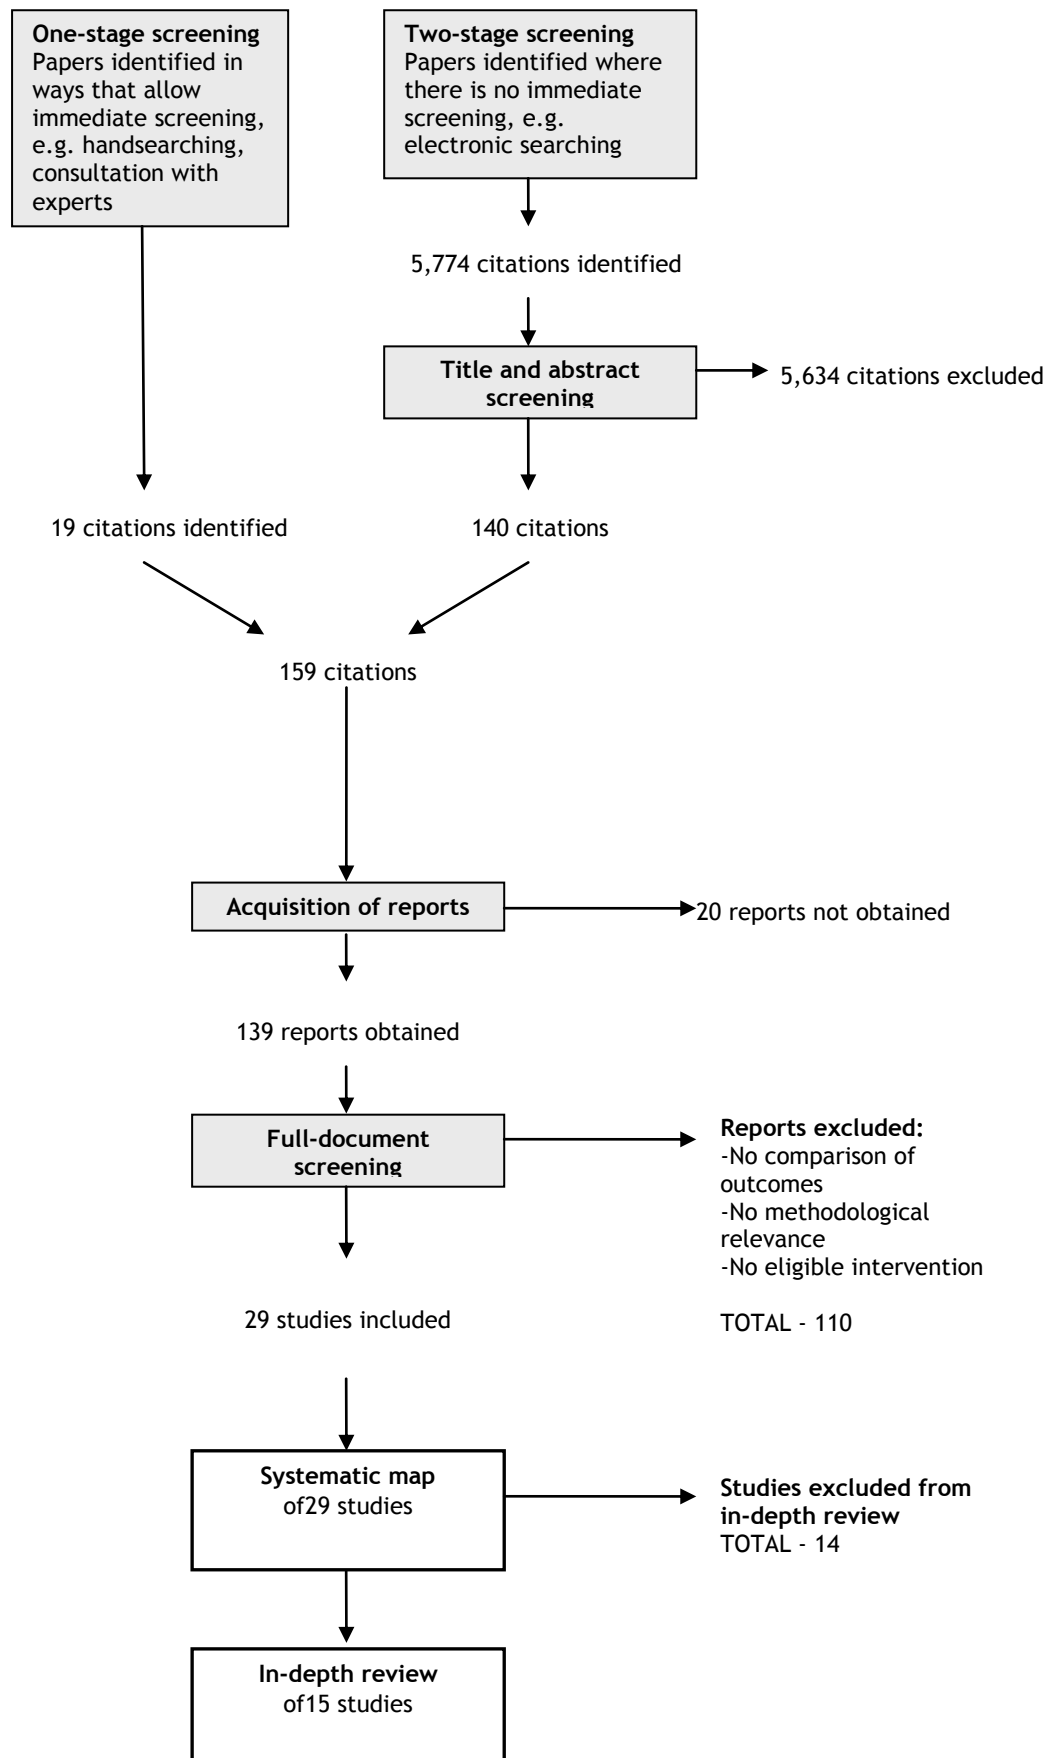 One-stage screening
Papers identified in
ways that allow
immediate screening,
e.g. handsearching,
consultation with
experts
Two-stage screening
Papers identified where
there is no immediate
screening, e.g.
electronic searching
5,774 citations identified
Title and abstract
screening
5,634 citations excluded
19 citations identified
140 citations
159 citations
Acquisition of reports
20 reports not obtained
139 reports obtained
Full-document
screening
Reports excluded:
-No comparison of
outcomes
-No methodological
relevance
-No eligible intervention
TOTAL - 110
29 studies included
Systematic map
of29 studies
Studies excluded from
in-depth review
TOTAL - 14
In-depth review
of15 studies